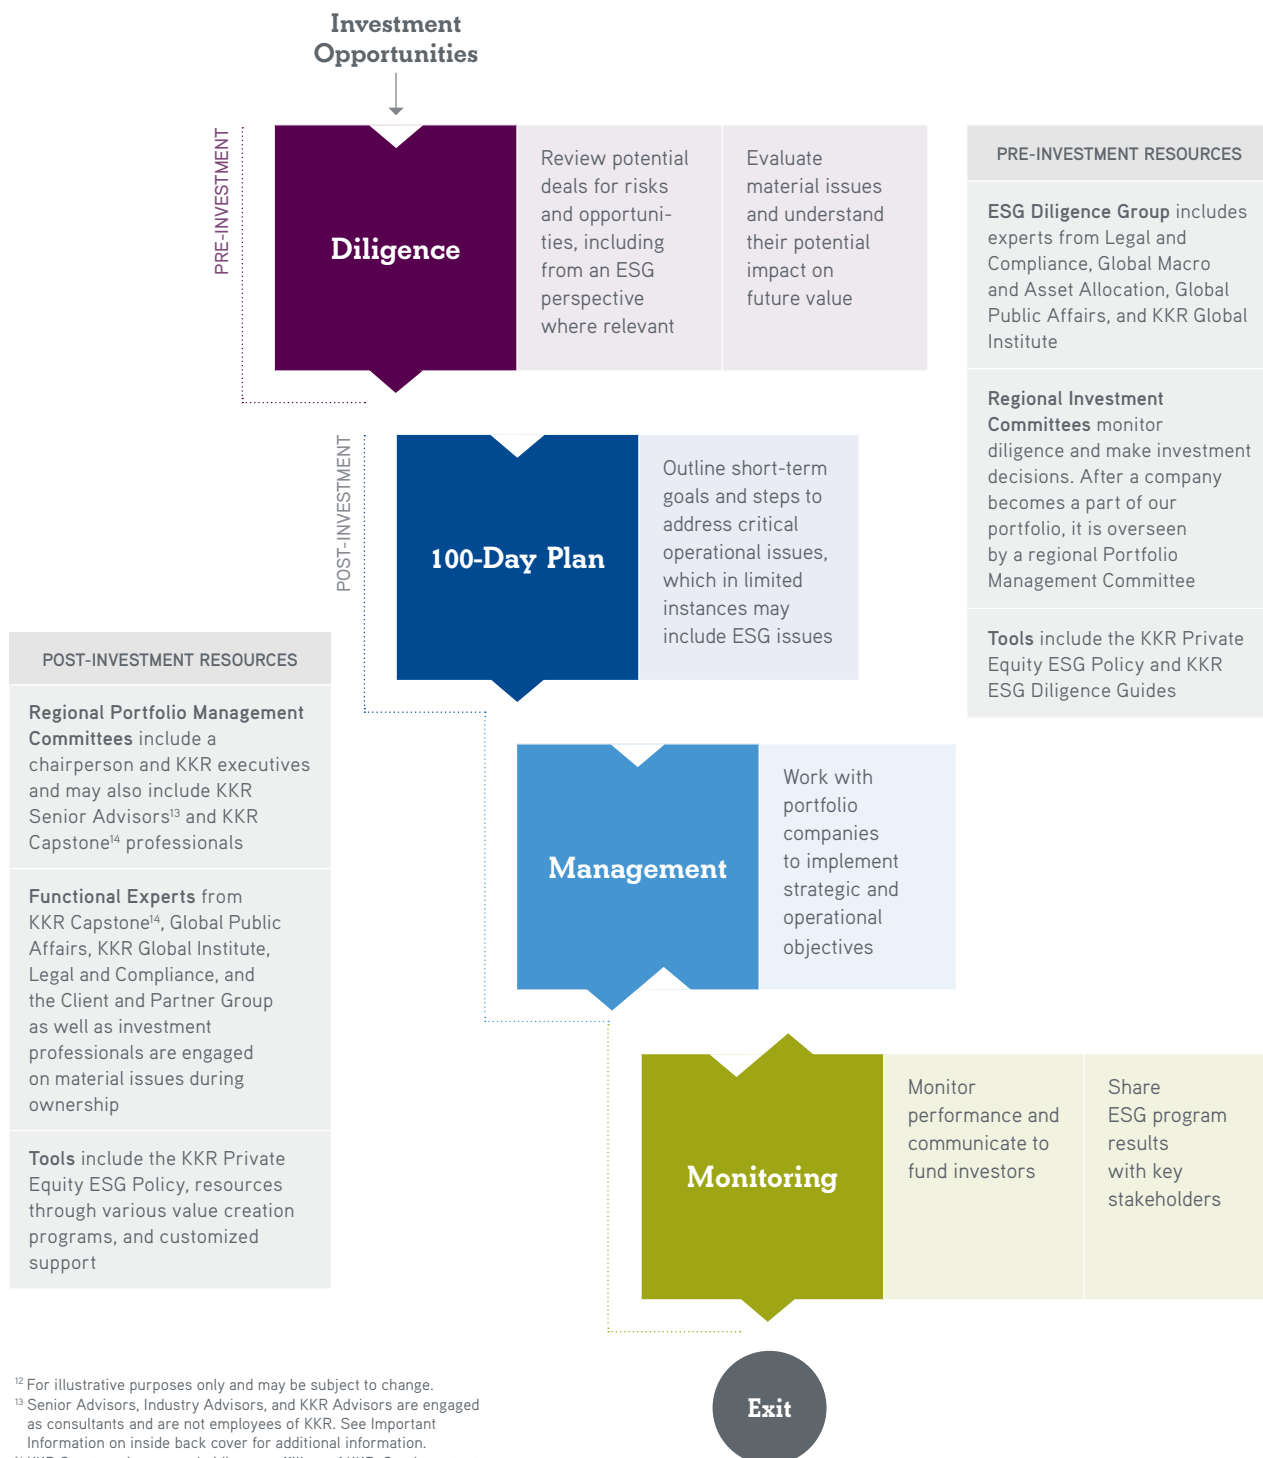 Investment
Opportunities
PRE-INVESTMENT
Diligence
Review potential
deals for risks
and opportuni-
ties, including
from an ESG
perspective
where relevant
Evaluate
material issues
and understand
their potential
impact on
future value
PRE-INVESTMENT RESOURCES
ESG Diligence Group includes
experts from Legal and
Compliance, Global Macro
and Asset Allocation, Global
Public Affairs, and KKR Global
Institute
Regional Investment
Committees monitor
diligence and make investment
decisions. After a company
becomes a part of our
portfolio, it is overseen
by a regional Portfolio
Management Committee
Tools include the KKR Private
Equity ESG Policy and KKR
ESG Diligence Guides
POST-INVESTMENT
100-Day Plan
Outline short-term
goals and steps to
address critical
operational issues,
which in limited
instances may
include ESG issues
POST-INVESTMENT RESOURCES
Regional Portfolio Management
Committees include a
chairperson and KKR executives
and may also include KKR
Senior Advisors¹³ and KKR
Capstone¹⁴ professionals
Functional Experts from
KKR Capstone¹⁴, Global Public
Affairs, KKR Global Institute,
Legal and Compliance, and
the Client and Partner Group
as well as investment
professionals are engaged
on material issues during
ownership
Tools include the KKR Private
Equity ESG Policy, resources
through various value creation
programs, and customized
support
Management
Work with
portfolio
companies
to implement
strategic and
operational
objectives
Monitoring
Monitor
performance and
communicate to
fund investors
Share
ESG program
results
with key
stakeholders
Exit
¹² For illustrative purposes only and may be subject to change.
¹³ Senior Advisors, Industry Advisors, and KKR Advisors are engaged
as consultants and are not employees of KKR. See Important
Information on inside back cover for additional information.